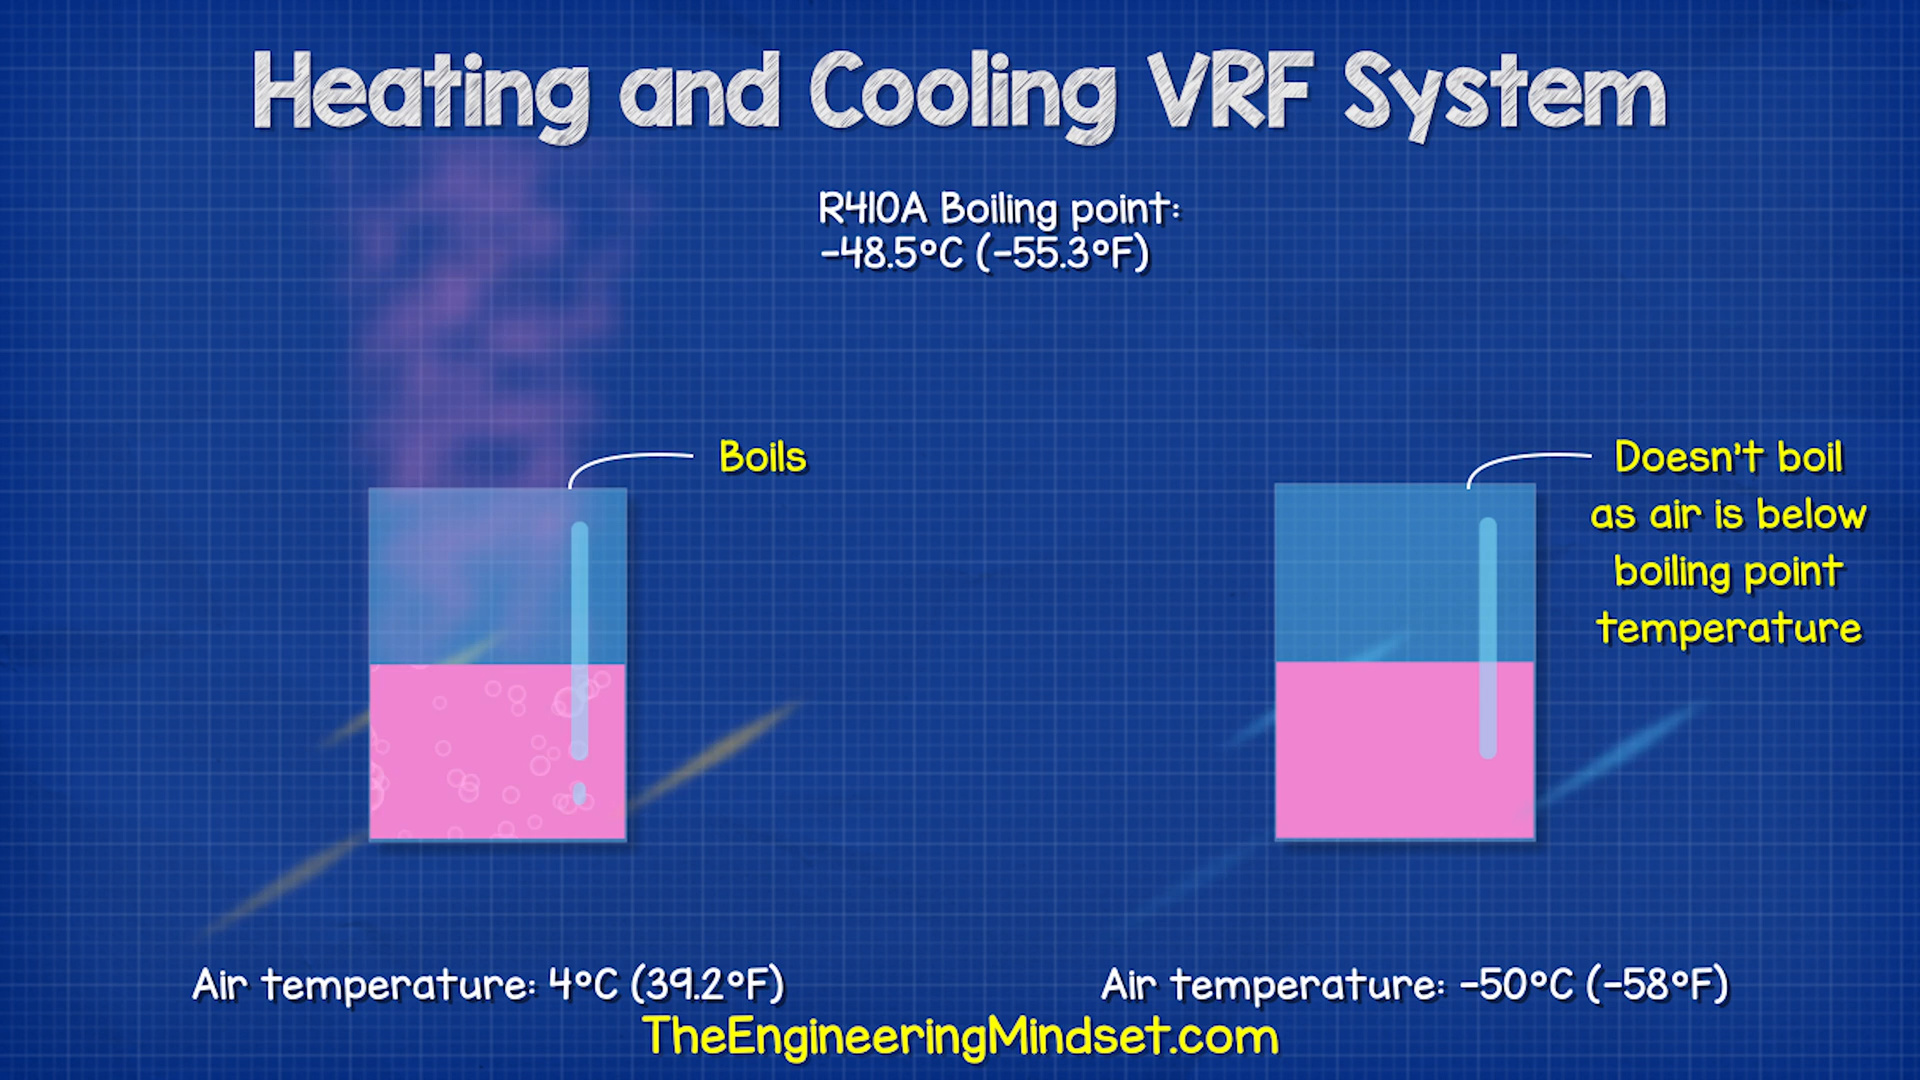 Heating and Cooling VRF System
R410A Boiling point:
-48.5°C (-55.3°F)
Boils
Doesn't boil
as air is below
boiling point
temperature
Air temperature: 4°C (39.2°F)
Air temperature: -50°C (-58°F)
TheEngineeringMindset.com